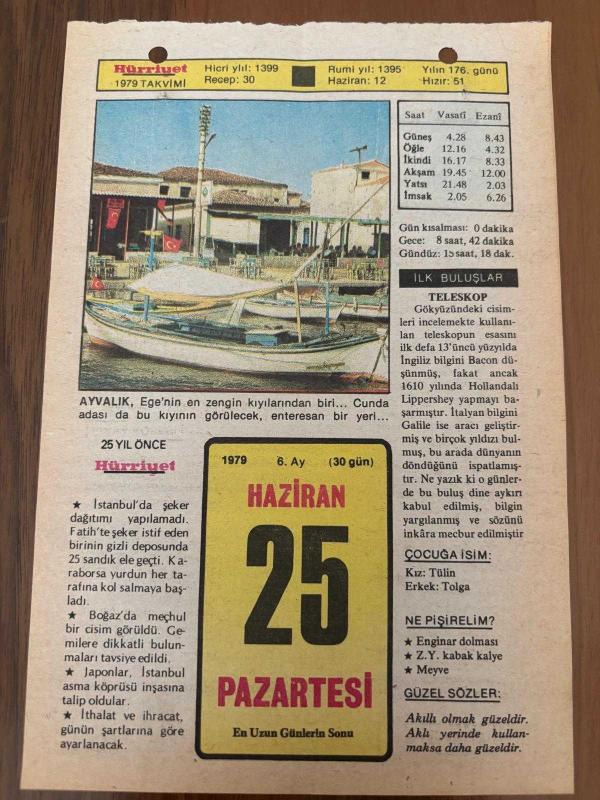 Hürriyet
1979 TAKVİMİ
Hicri yıl: 1399
Recep: 30
Rumi yıl: 1395
Haziran: 12
Yılın 176. günü
Hızır: 51
Saat Vasatî Ezanî
Güneş 4.28 8.43
Öğle 12.16 4.32
İkindi 16.17 8.33
Akşam 19.45 12.00
Yatsı 21.48 2.03
İmsak 2.05 6.26
Gün kısalması: 0 dakika
Gece: 8 saat, 42 dakika
Gündüz: 15 saat, 18 dak.
İLK BULUŞLAR
TELESKOP
Gökyüzündeki cisim-
leri incelemekte kullanı-
lan teleskopun esasını
ilk defa 13'üncü yüzyılda
İngiliz bilgini Bacon dü-
şünmüş, fakat ancak
1610 yılında Hollandalı
Lippershey yapmayı ba-
şarmıştır. İtalyan bilgini
Galile ise aracı geliştir-
miş ve birçok yıldızı bul-
muş, bu arada dünyanın
döndüğünü ispatlamış-
tır. Ne yazık ki o günler-
de bu buluş dine aykırı
kabul edilmiş, bilgin
yargılanmış ve sözünü
inkâra mecbur edilmiştir
AYVALIK, Ege'nin en zengin kıyılarından biri... Cunda
adası da bu kıyının görülecek, enteresan bir yeri...
25 YIL ÖNCE
Hürriyet
★ İstanbul'da şeker
dağıtımı yapılamadı.
Fatih'te şeker istif eden
birinin gizli deposunda
25 sandık ele geçti. Ka-
raborsa yurdun her ta-
rafına kol salmaya baş-
ladı.
★ Boğaz'da meçhul
bir cisim görüldü. Ge-
milere dikkatli bulun-
maları tavsiye edildi.
★ Japonlar, İstanbul
asma köprüsü inşasına
talip oldular.
★ İthalat ve ihracat,
günün şartlarına göre
ayarlanacak.
1979 6. Ay (30 gün)
HAZİRAN
25
PAZARTESİ
En Uzun Günlerin Sonu
ÇOCUĞA İSİM:
Kız: Tülin
Erkek: Tolga
NE PİŞİRELİM?
★ Enginar dolması
★ Z.Y. kabak kalye
★ Meyve
GÜZEL SÖZLER:
Akıllı olmak güzeldir.
Aklı yerinde kullan-
maksa daha güzeldir.